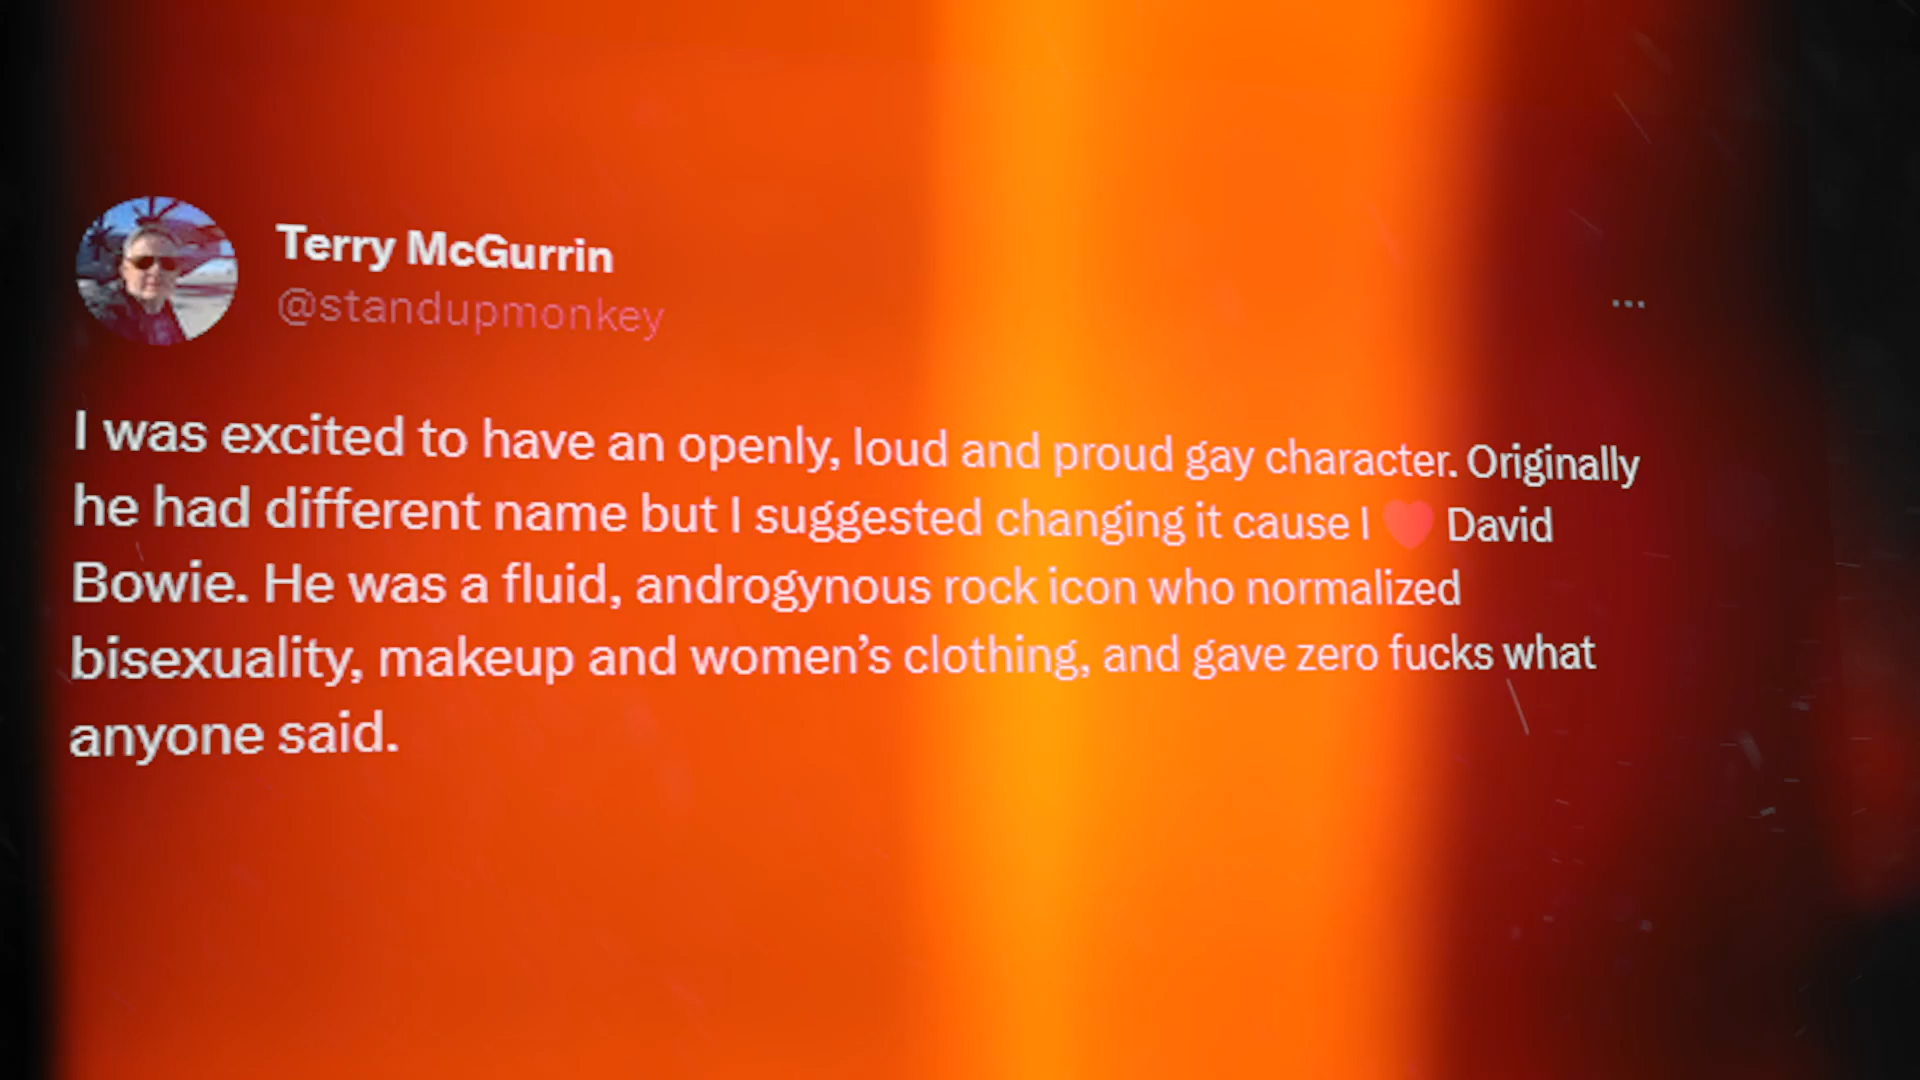 Terry McGurrin
@standupmonkey
...
I was excited to have an openly, loud and proud gay character. Originally
he had different name but I suggested changing it cause I ❤️ David
Bowie. He was a fluid, androgynous rock icon who normalized
bisexuality, makeup and women’s clothing, and gave zero fucks what
anyone said.